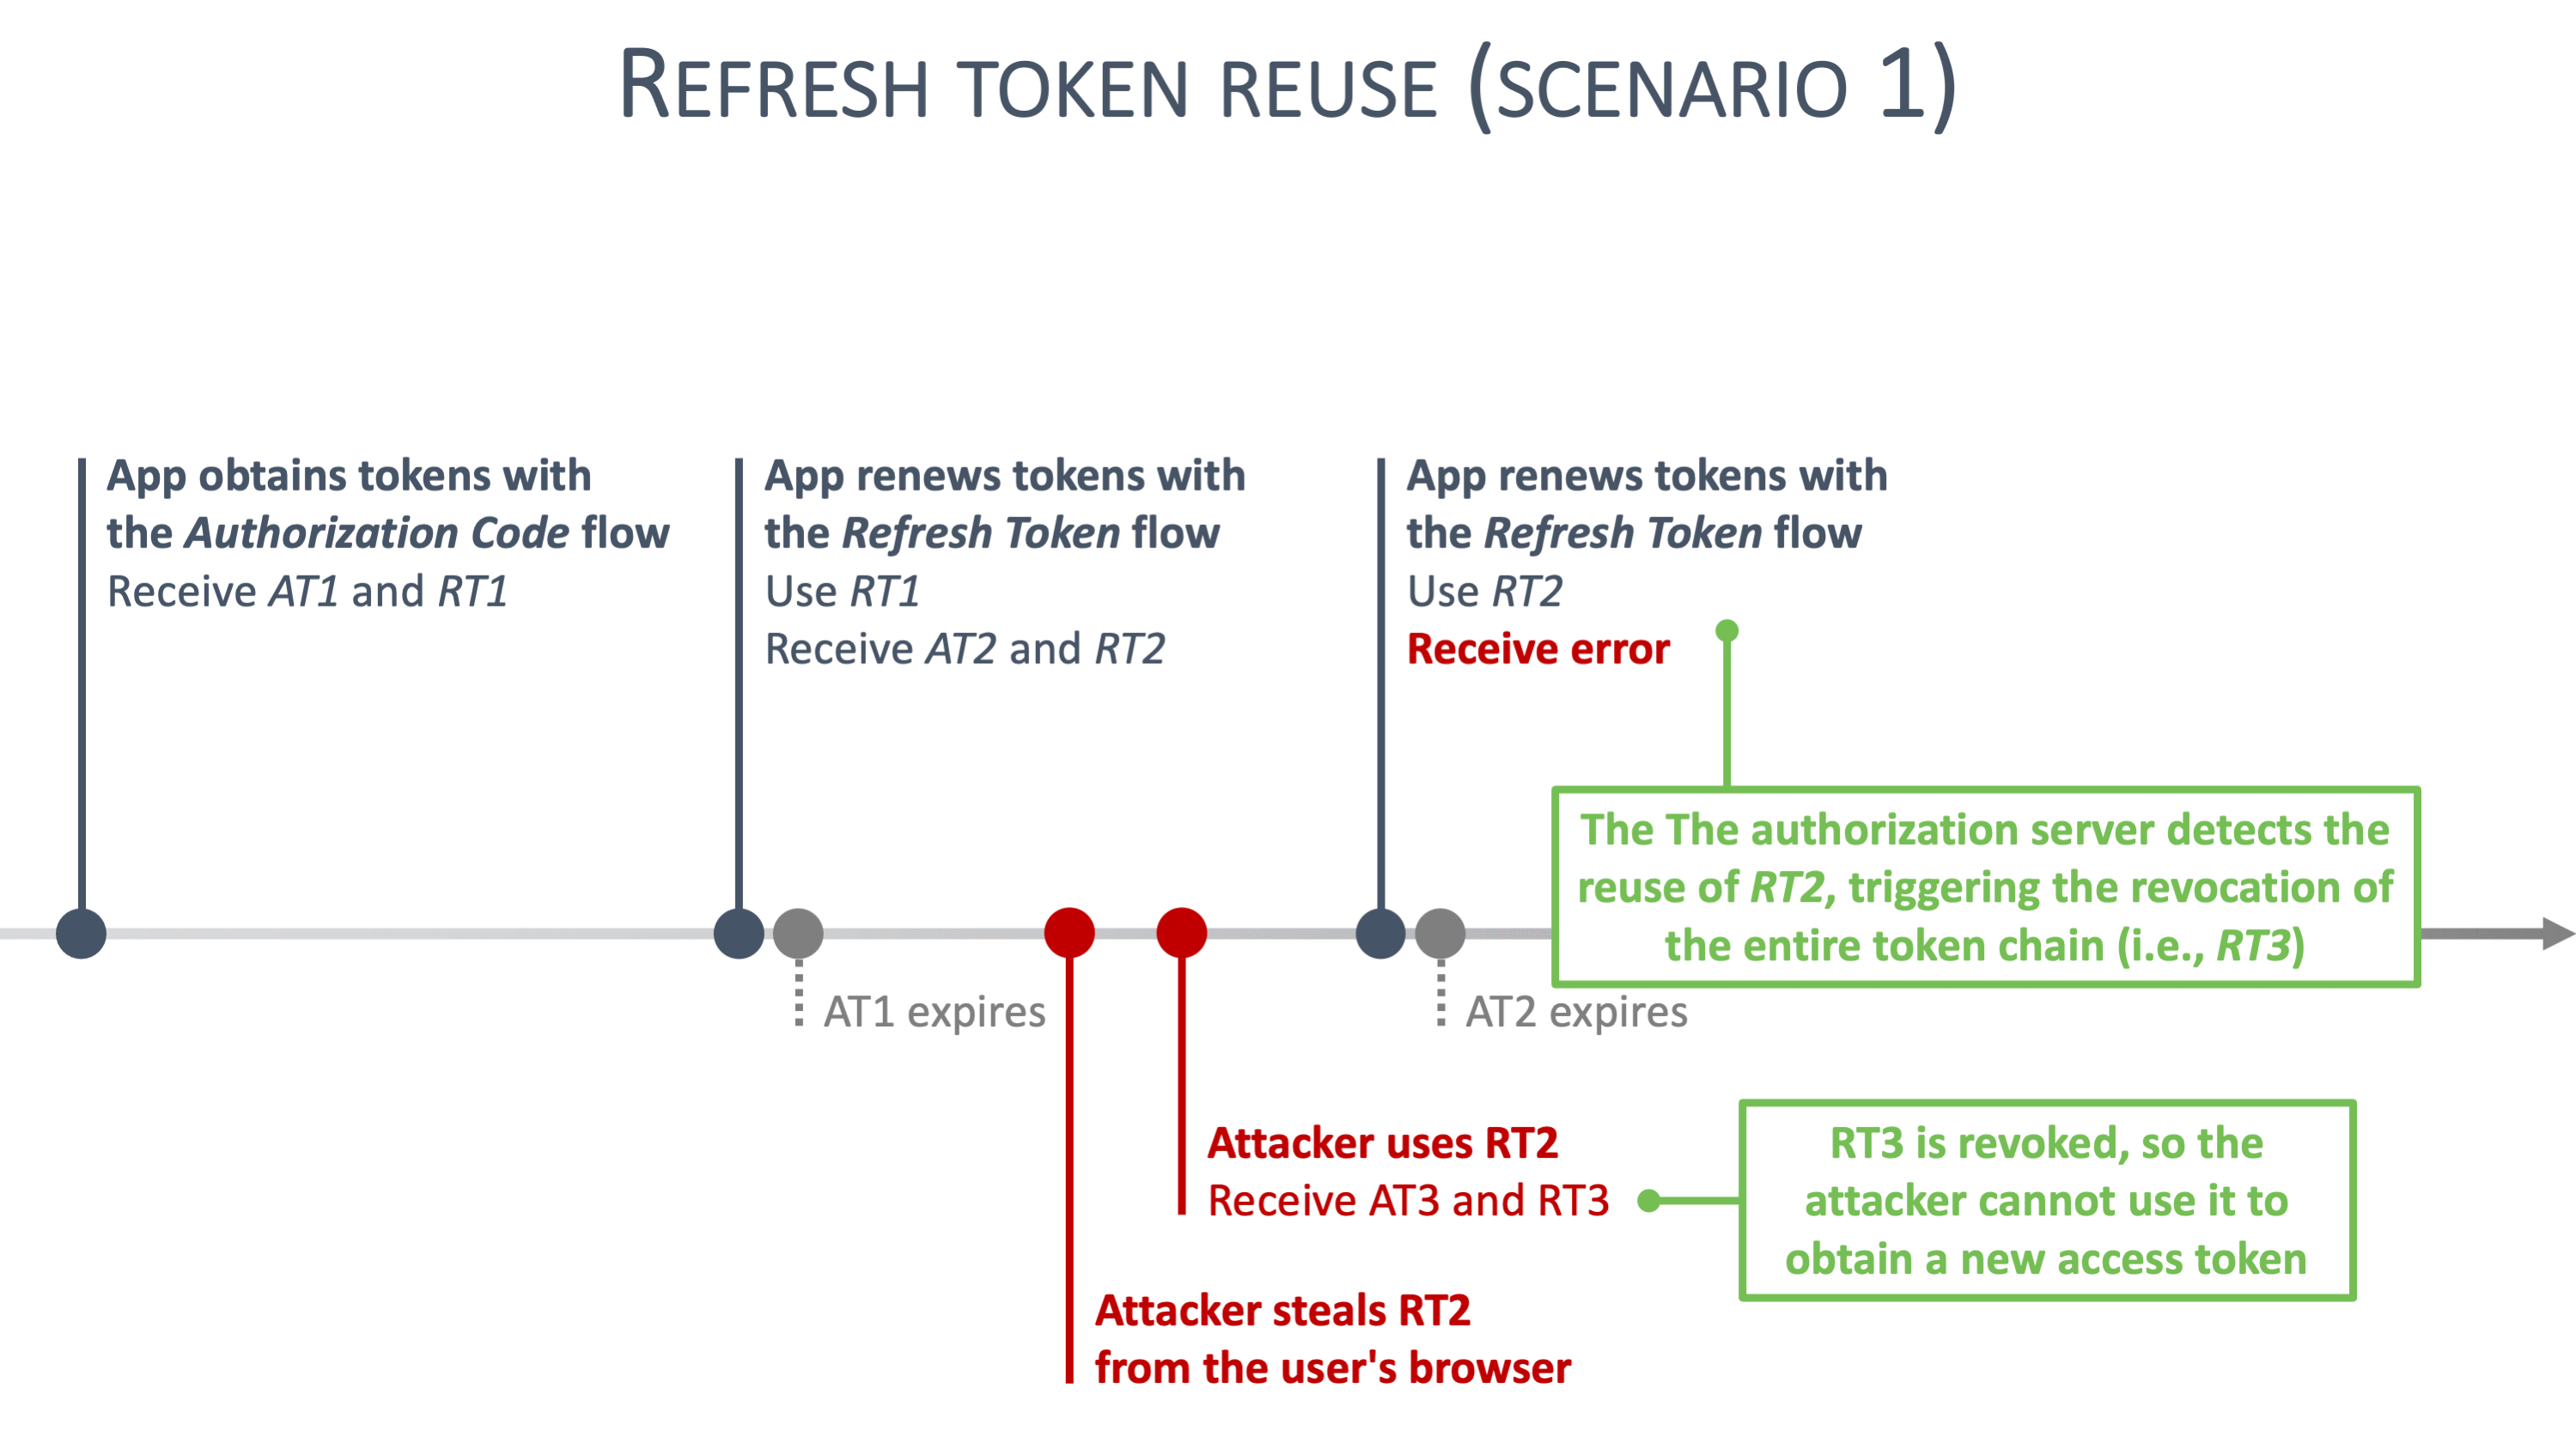 REFRESH TOKEN REUSE (SCENARIO 1)
App obtains tokens with
the Authorization Code flow
Receive AT1 and RT1
App renews tokens with
the Refresh Token flow
Use RT1
Receive AT2 and RT2
App renews tokens with
the Refresh Token flow
Use RT2
Receive error
The The authorization server detects the
reuse of RT2, triggering the revocation of
the entire token chain (i.e., RT3)
AT1 expires
AT2 expires
Attacker uses RT2
Receive AT3 and RT3
RT3 is revoked, so the
attacker cannot use it to
obtain a new access token
Attacker steals RT2
from the user's browser